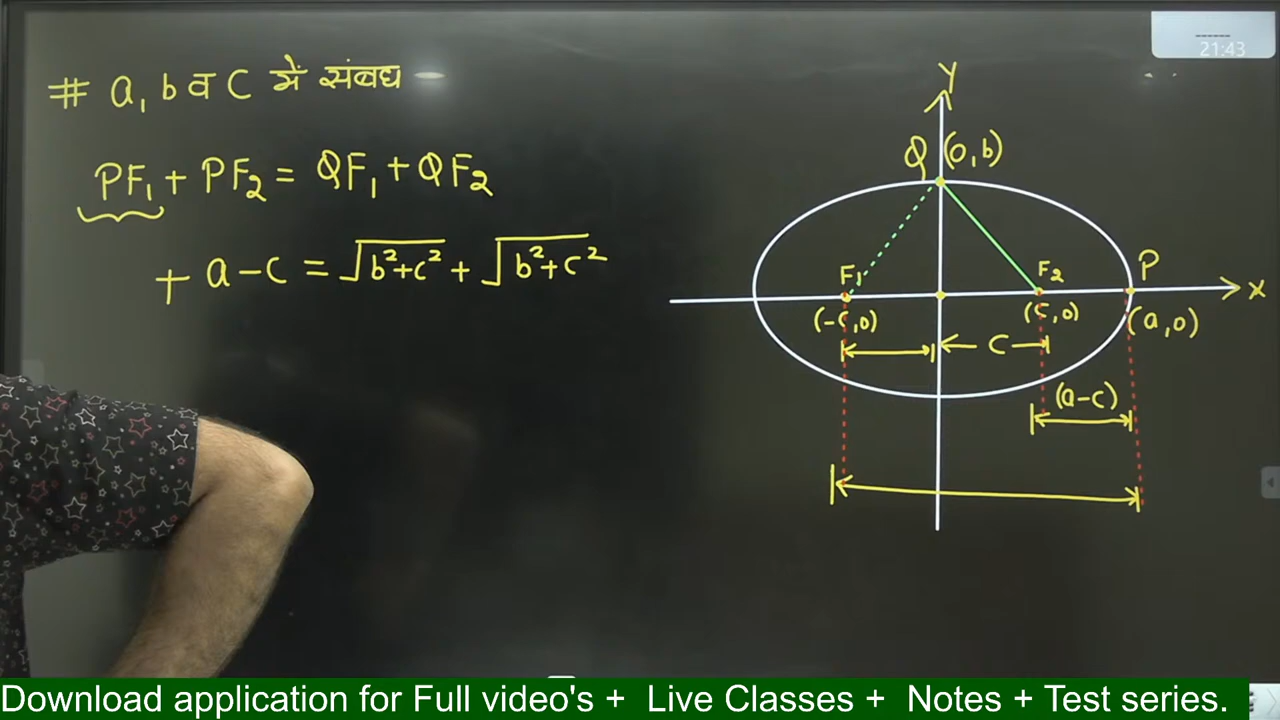 21:43
# a, b व C में संबध -
PF₁ + PF₂ = QF₁ + QF₂
+ a-c = √b²+c² + √b²+c²
Y
Q (0,b)
F₁
F₂
P
X
(-c,0)
(c,0)
(a,0)
C
(a-c)
Download application for Full video's + Live Classes + Notes + Test series.